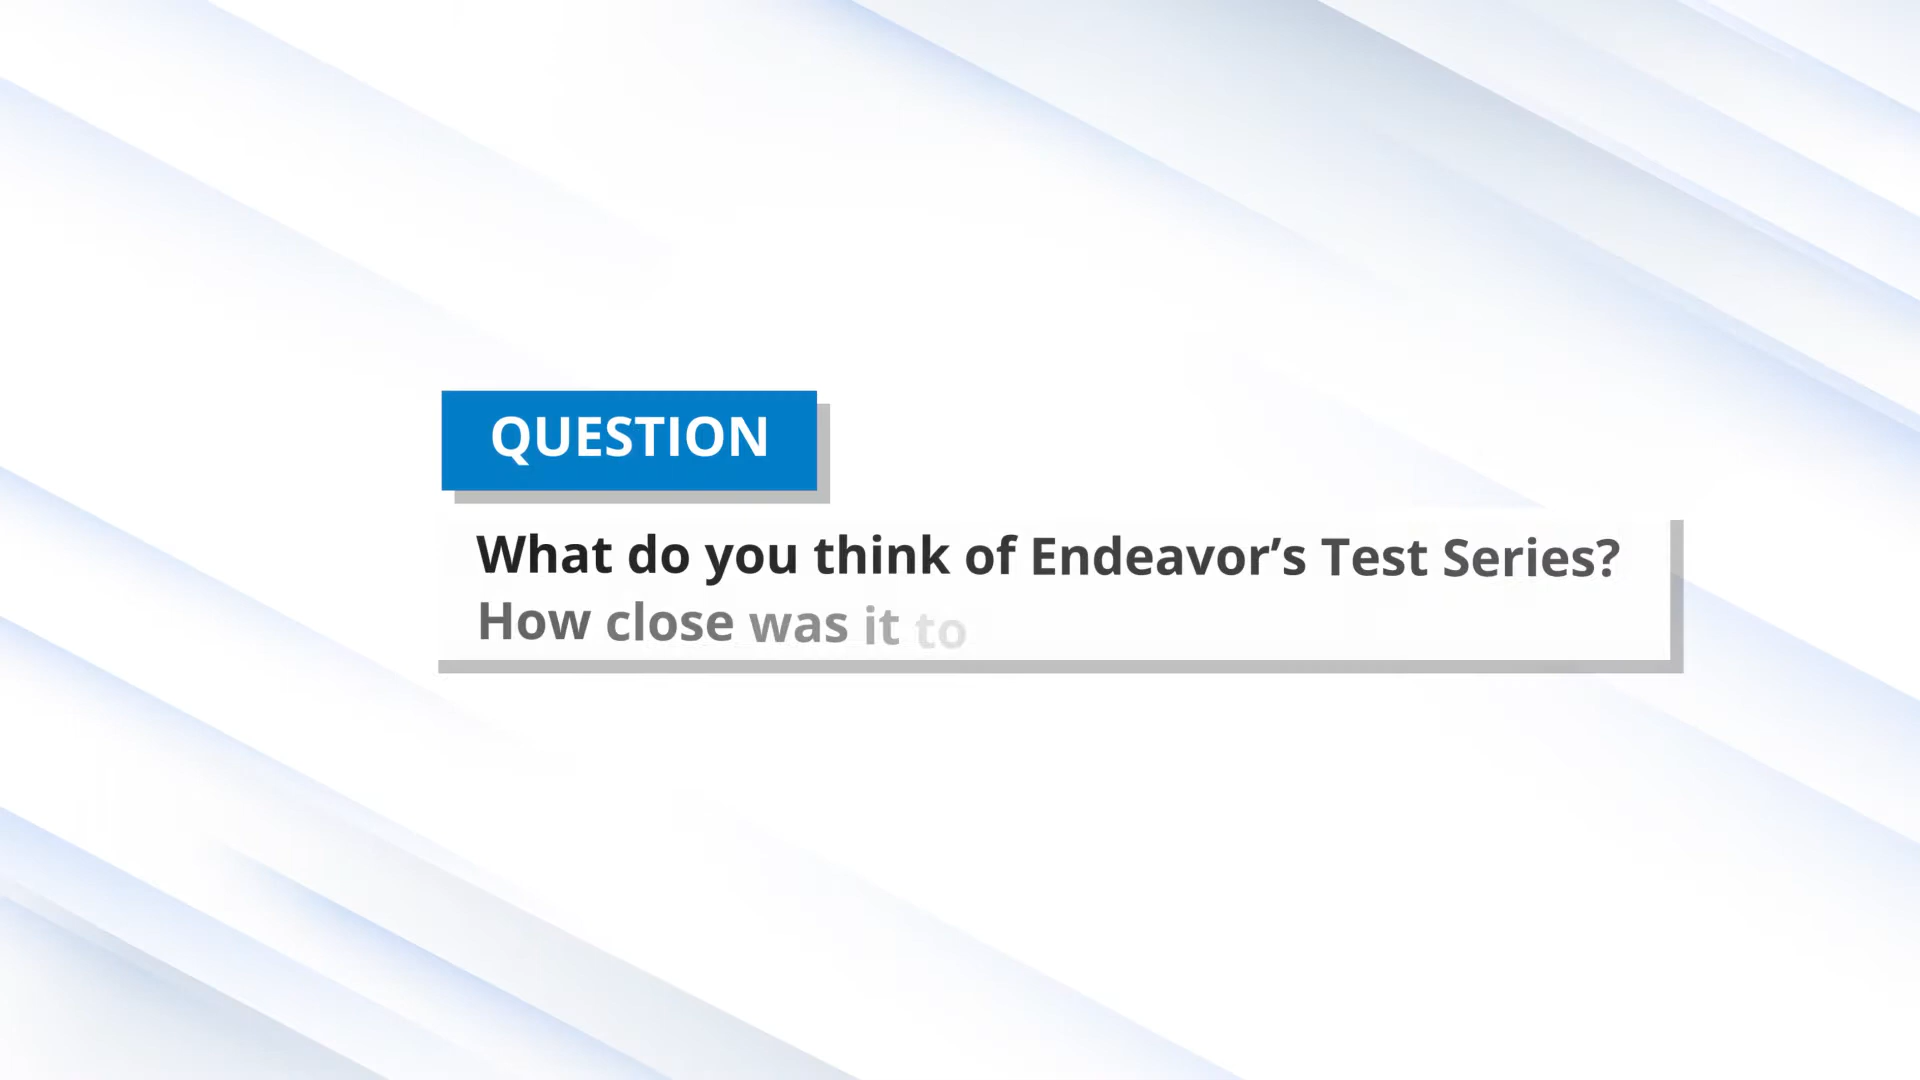 QUESTION
What do you think of Endeavor’s Test Series?
How close was it to